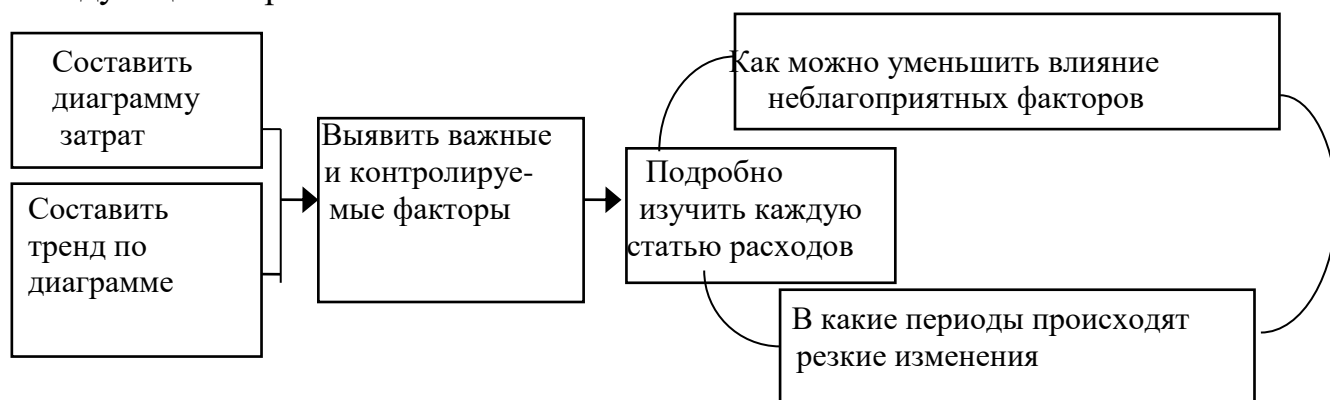 Составить
диаграмму
затрат
Составить
тренд по
диаграмме
Выявить важные
и контролируе-
мые факторы
Подробно
изучить каждую
статью расходов
Как можно уменьшить влияние
неблагоприятных факторов
В какие периоды происходят
резкие изменения